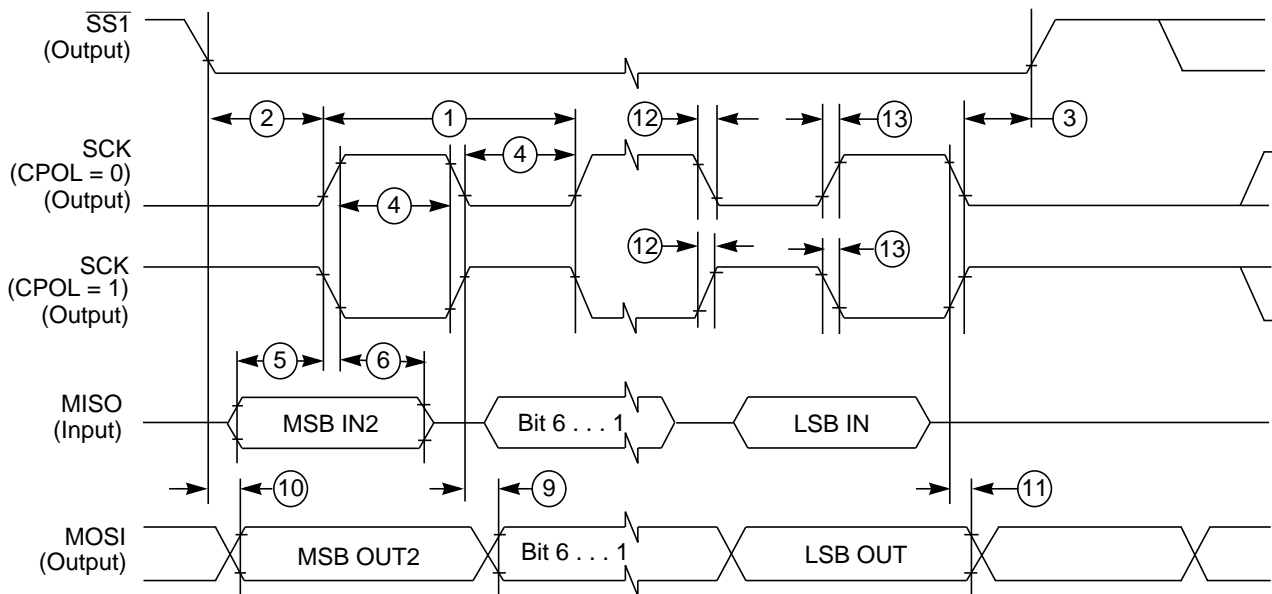 SS1
(Output)
2
1
12
13
3
SCK
(CPOL = 0)
(Output)
4
4
12
13
SCK
(CPOL = 1)
(Output)
5
6
MISO
(Input)
MSB IN2
Bit 6 . . . 1
LSB IN
10
9
11
MOSI
(Output)
MSB OUT2
Bit 6 . . . 1
LSB OUT